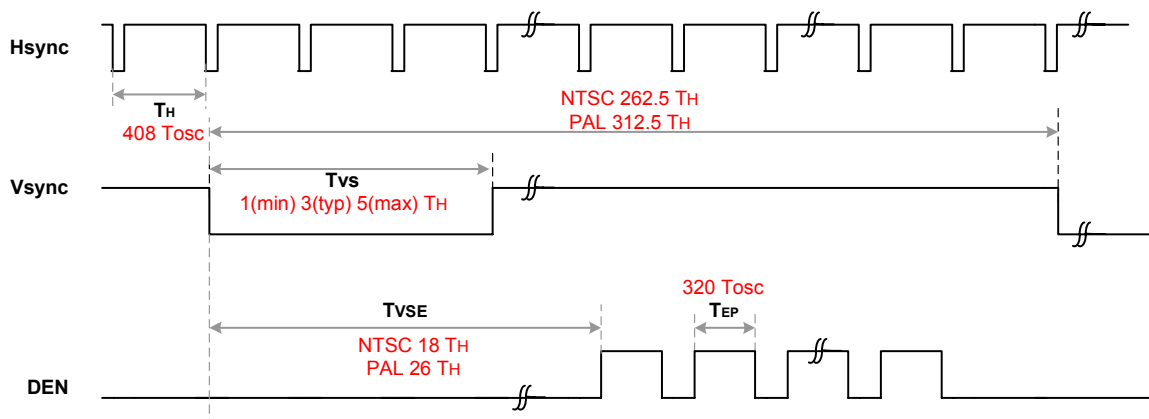 Hsync
TH
408 Tosc
NTSC 262.5 TH
PAL 312.5 TH
Vsync
TVS
1(min) 3(typ) 5(max) TH
320 Tosc
TEP
TVSE
NTSC 18 TH
PAL 26 TH
DEN